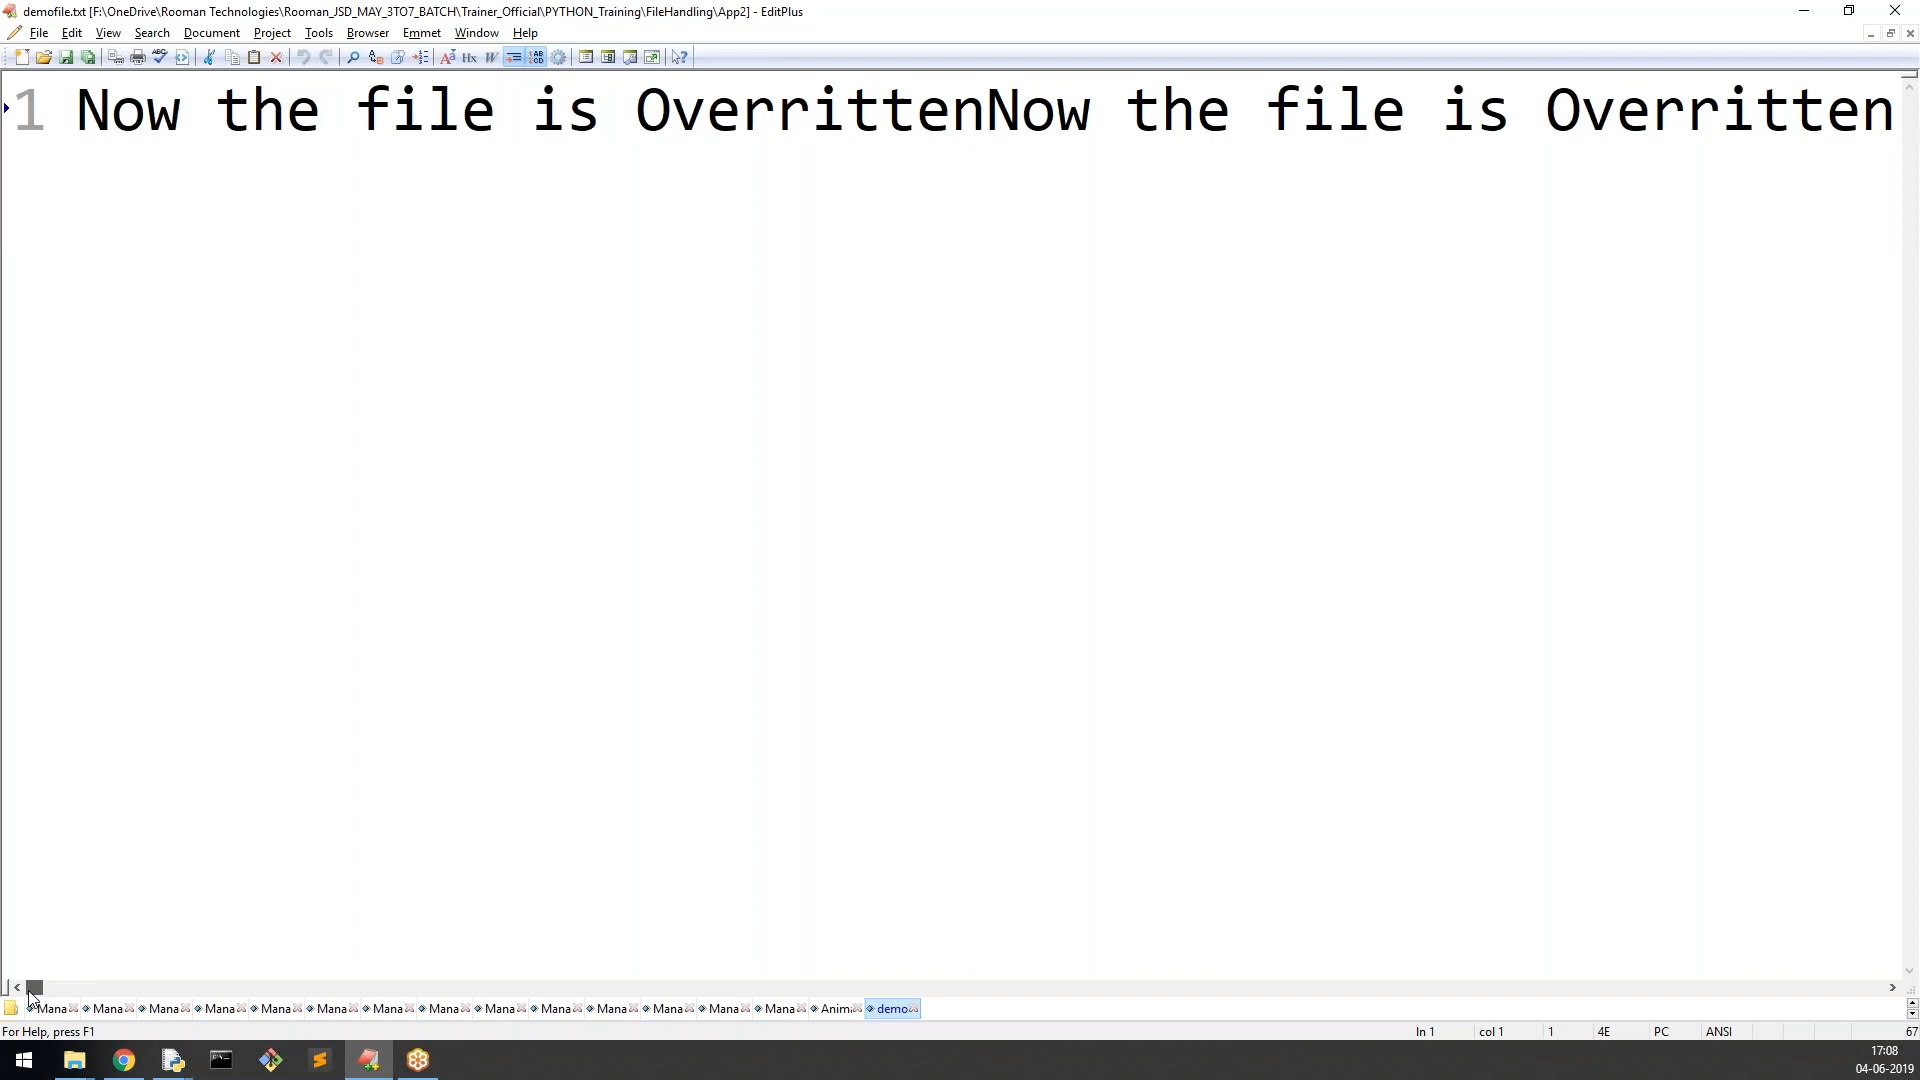 demofile.txt [F:\OneDrive\Rooman Technologies\Rooman_JSD_MAY_3TO7_BATCH\Trainer_Official\PYTHON_Training\FileHandling\App2] - EditPlus
File Edit View Search Document Project Tools Browser Emmet Window Help
1 Now the file is OverrittenNow the file is Overritten
Mana Mana Mana Mana Mana Mana Mana Mana Mana Mana Mana Mana Mana Mana Anim demo
For Help, press F1 ln 1 col 1 1 4E PC ANSI 67
17:08
04-06-2019